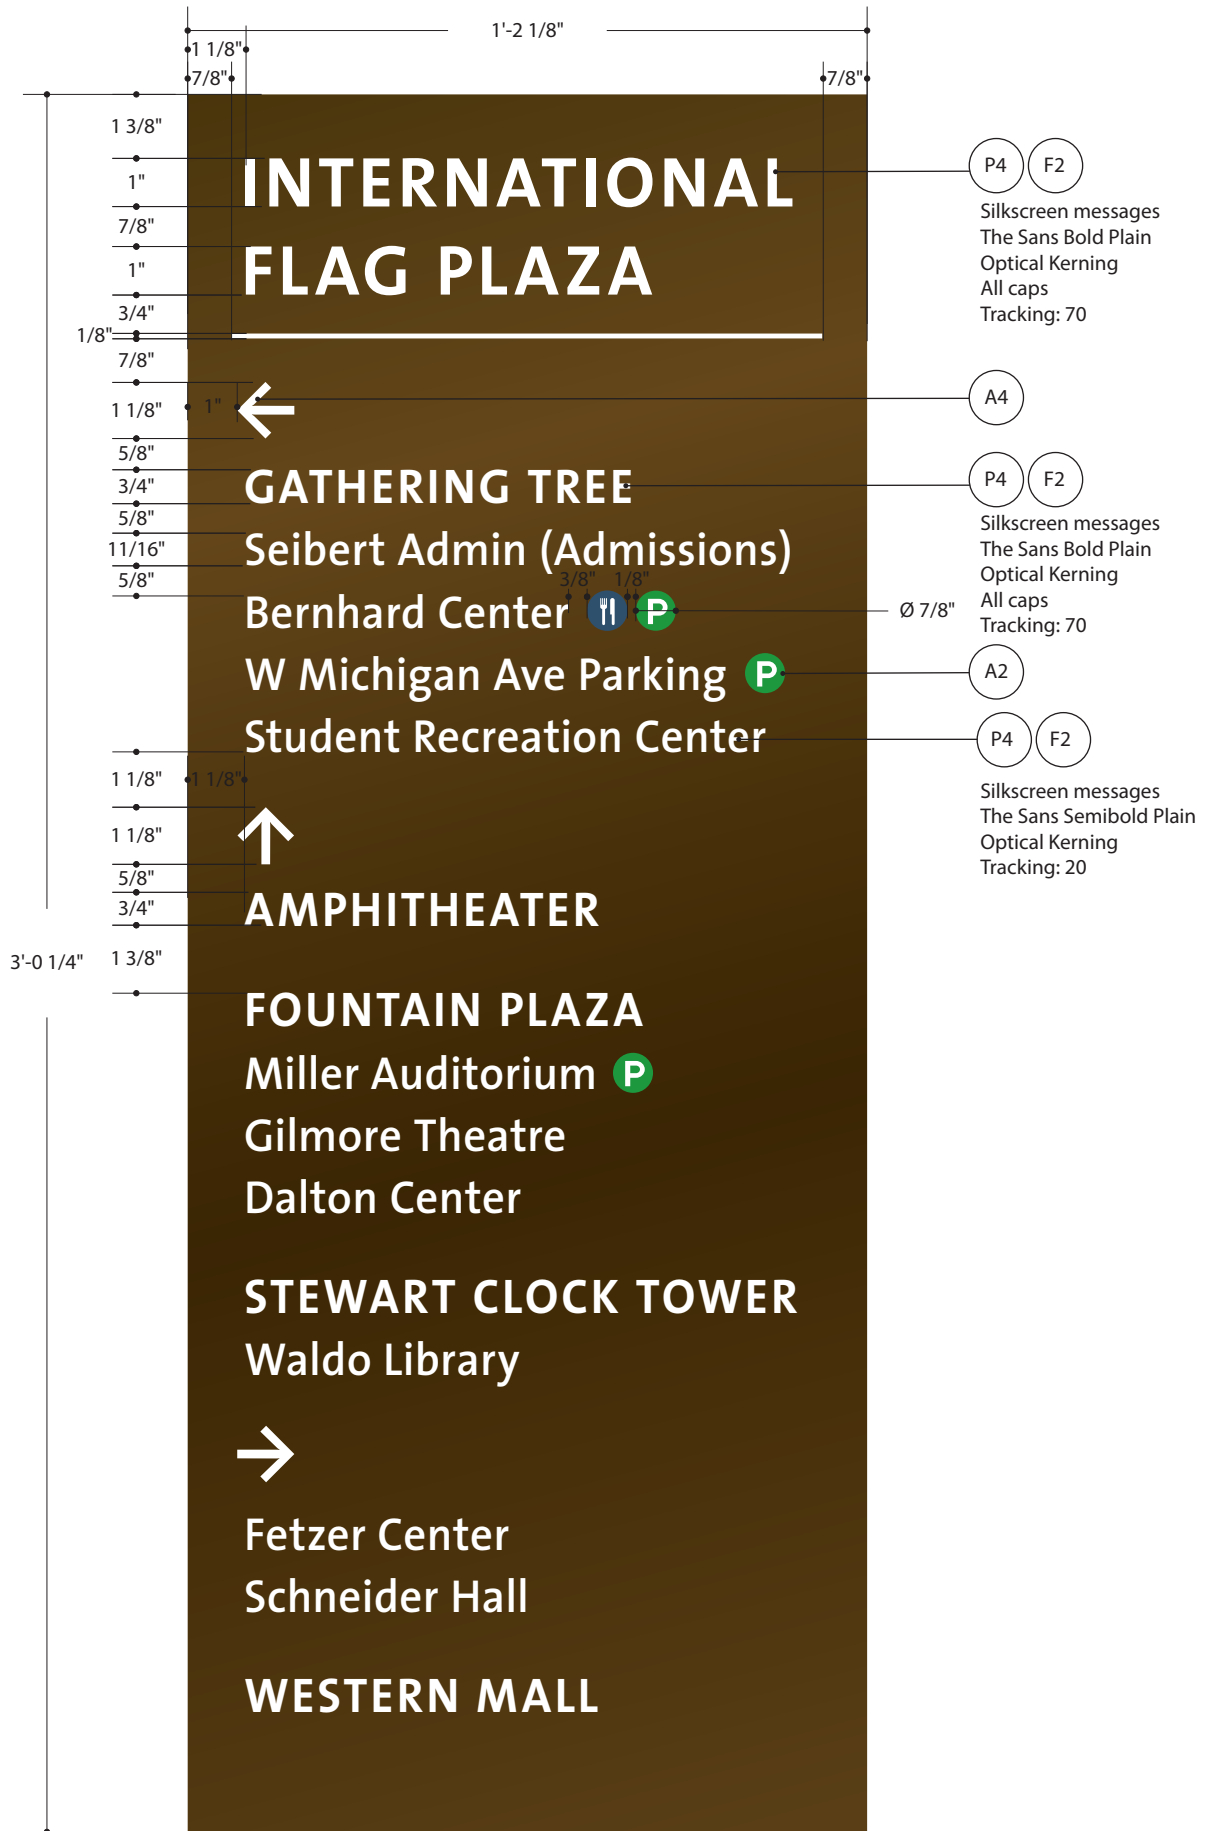 1'-2 1/8"
1 1/8"
7/8"
7/8"
1 3/8"
1"
7/8"
1"
3/4"
1/8"
7/8"
1 1/8"
1"
5/8"
3/4"
5/8"
11/16"
5/8"
3/8"
1/8"
Ø 7/8"
1 1/8"
1 1/8"
1 1/8"
5/8"
3/4"
1 3/8"
3'-0 1/4"
INTERNATIONAL
FLAG PLAZA
GATHERING TREE
Seibert Admin (Admissions)
Bernhard Center P
W Michigan Ave Parking P
Student Recreation Center
AMPHITHEATER
FOUNTAIN PLAZA
Miller Auditorium P
Gilmore Theatre
Dalton Center
STEWART CLOCK TOWER
Waldo Library
Fetzer Center
Schneider Hall
WESTERN MALL
P4 F2
Silkscreen messages
The Sans Bold Plain
Optical Kerning
All caps
Tracking: 70
A4
P4 F2
Silkscreen messages
The Sans Bold Plain
Optical Kerning
All caps
Tracking: 70
A2
P4 F2
Silkscreen messages
The Sans Semibold Plain
Optical Kerning
Tracking: 20